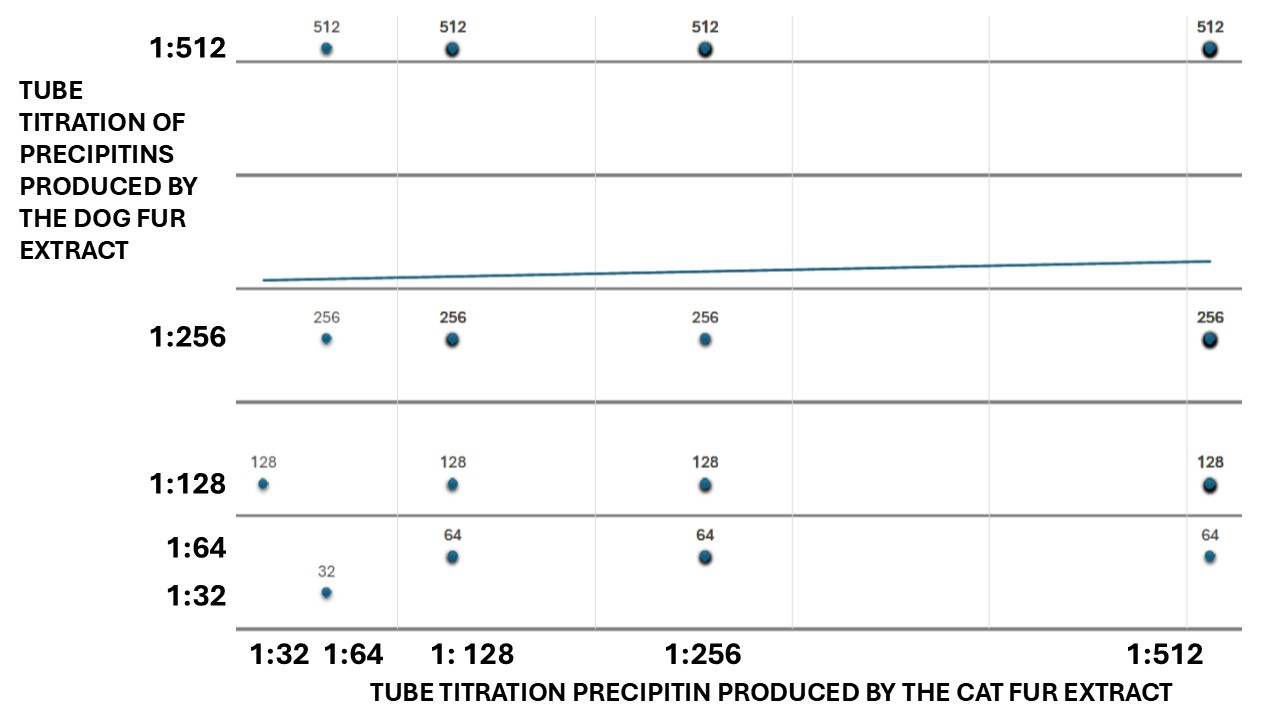 512 512 512 512
1:512
TUBE
TITRATION OF
PRECIPITINS
PRODUCED BY
THE DOG FUR
EXTRACT
256 256 256 256
1:256
128 128 128 128
1:128
64 64 64
1:64
32
1:32
1:32 1:64 1: 128 1:256 1:512
TUBE TITRATION PRECIPITIN PRODUCED BY THE CAT FUR EXTRACT